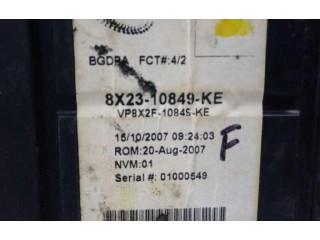 BGDPA FCT#:4/2
8X23-10849-KE
VP8X2F-10849-KE
15/10/2007 09:24:03
ROM:20-Aug-2007
NVM:01
Serial #: 01000549
F